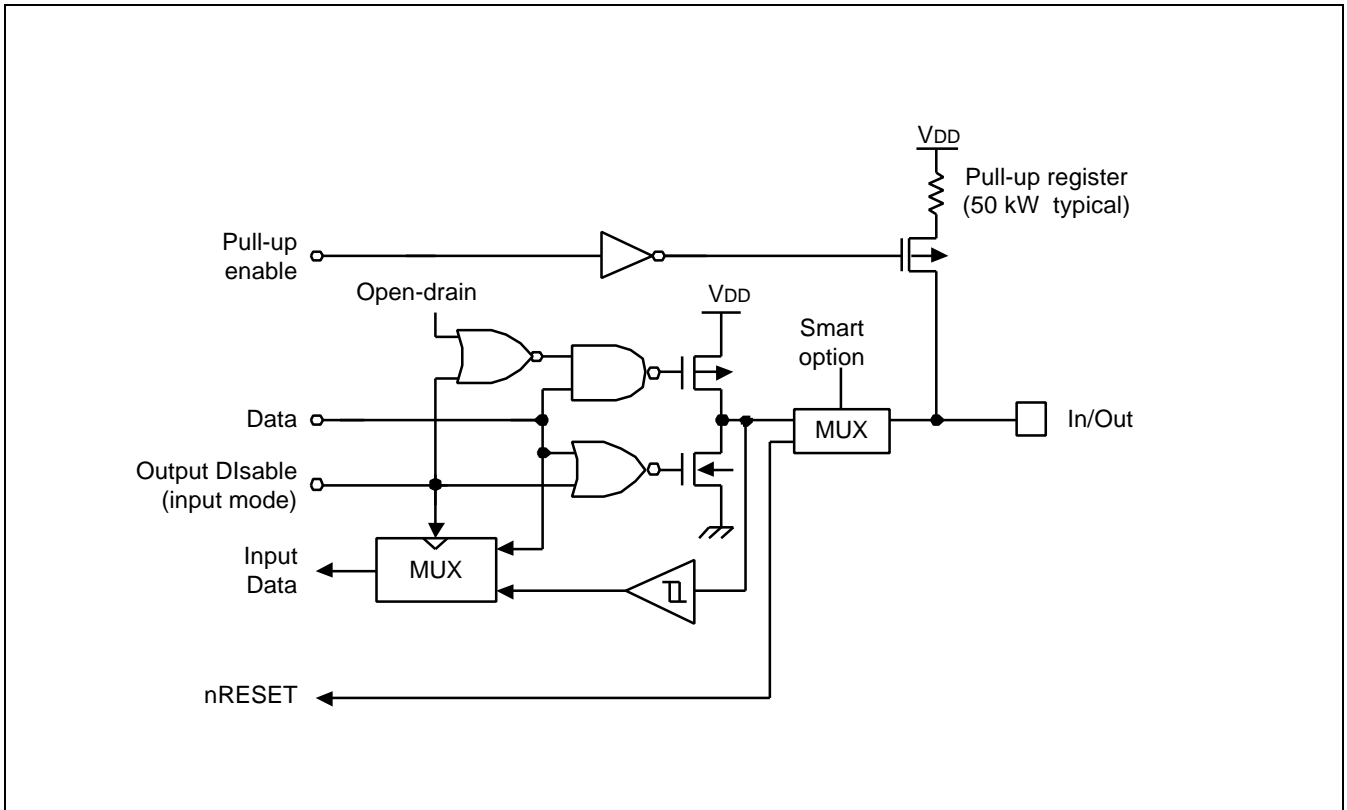 VDD
Pull-up register
(50 kW typical)
Pull-up
enable
Open-drain
VDD
Smart
option
Data
MUX
In/Out
Output DIsable
(input mode)
Input
Data
MUX
nRESET